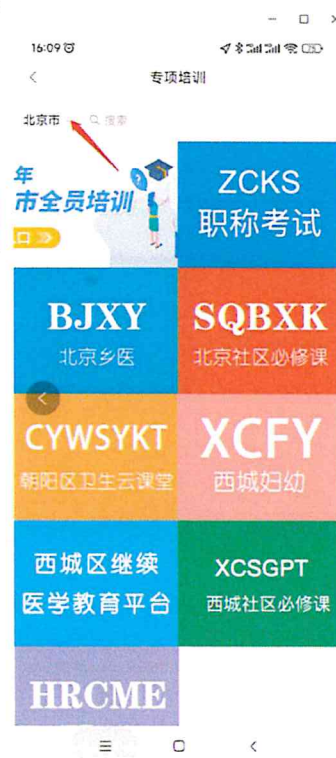 16:09
专项培训
北京市
搜索
年
市全员培训
口
ZCKS
职称考试
BJXY
北京乡医
SQBXK
北京社区必修课
CYWSYKT
朝阳区卫生云课堂
XCFY
西城妇幼
西城区继续
医学教育平台
XCSGPT
西城社区必修课
HRCME